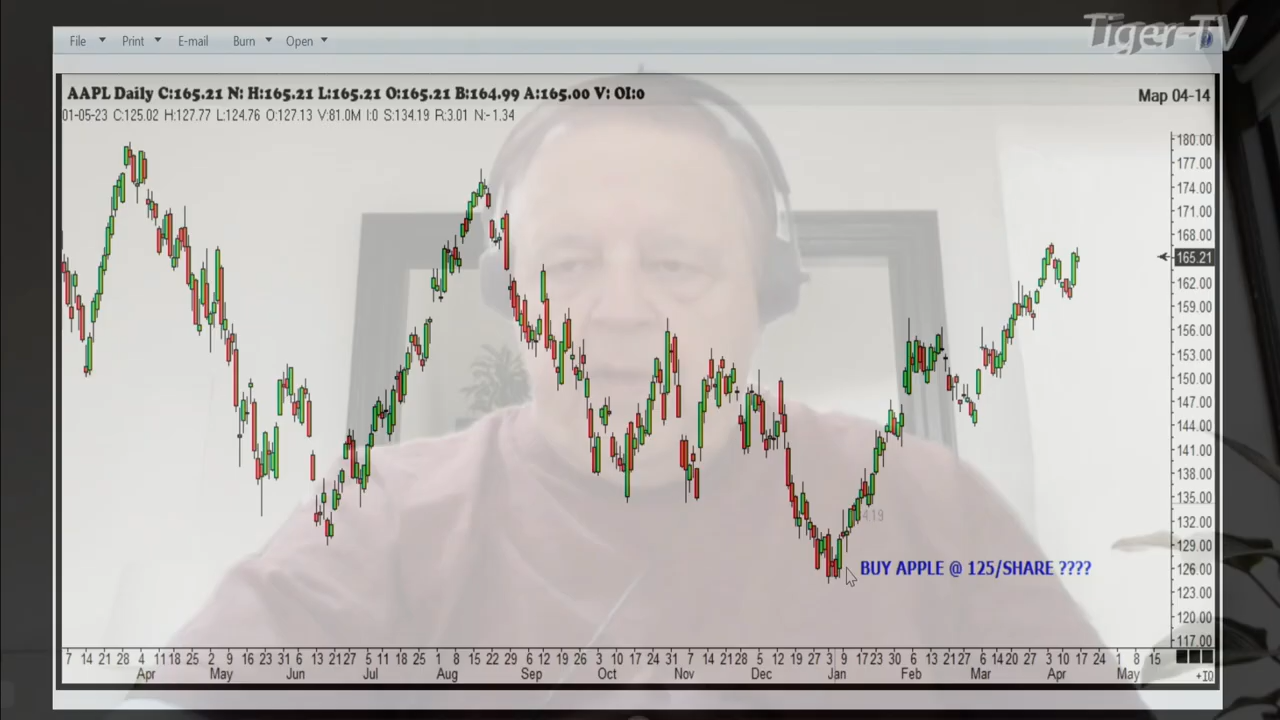 Tiger-TV
File Print E-mail Burn Open
AAPL Daily C:165.21 N: H:165.21 L:165.21 O:165.21 B:164.99 A:165.00 V: OI:0
Map 04-14
01-05-23 C:125.02 H:127.77 L:124.76 O:127.13 V:81.0M I:0 S:134.19 R:3.01 N:-1.34
180.00
177.00
174.00
171.00
168.00
165.21
162.00
159.00
156.00
153.00
150.00
147.00
144.00
141.00
138.00
135.00
132.00
129.00
BUY APPLE @ 125/SHARE ????
126.00
123.00
120.00
117.00
7 14 21 28 4 11 18 25 2 9 16 23 31 6 13 21 27 5 11 18 25 1 8 15 22 29 6 12 19 26 3 10 17 24 31 7 14 21 28 5 12 19 27 3 9 17 23 30 6 13 21 27 6 14 20 27 3 10 17 24 1 8 15
Apr May Jun Jul Aug Sep Oct Nov Dec Jan Feb Mar Apr May
+10